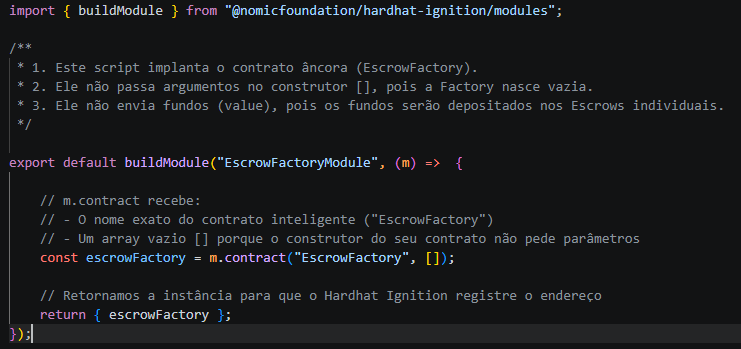 import { buildModule } from "@nomicfoundation/hardhat-ignition/modules";
/**
 * 1. Este script implanta o contrato âncora (EscrowFactory).
 * 2. Ele não passa argumentos no construtor [], pois a Factory nasce vazia.
 * 3. Ele não envia fundos (value), pois os fundos serão depositados nos Escrows individuais.
 */
export default buildModule("EscrowFactoryModule", (m) =>  {
    // m.contract recebe:
    // - O nome exato do contrato inteligente ("EscrowFactory")
    // - Um array vazio [] porque o construtor do seu contrato não pede parâmetros
    const escrowFactory = m.contract("EscrowFactory", []);
    // Retornamos a instância para que o Hardhat Ignition registre o endereço
    return { escrowFactory };
});